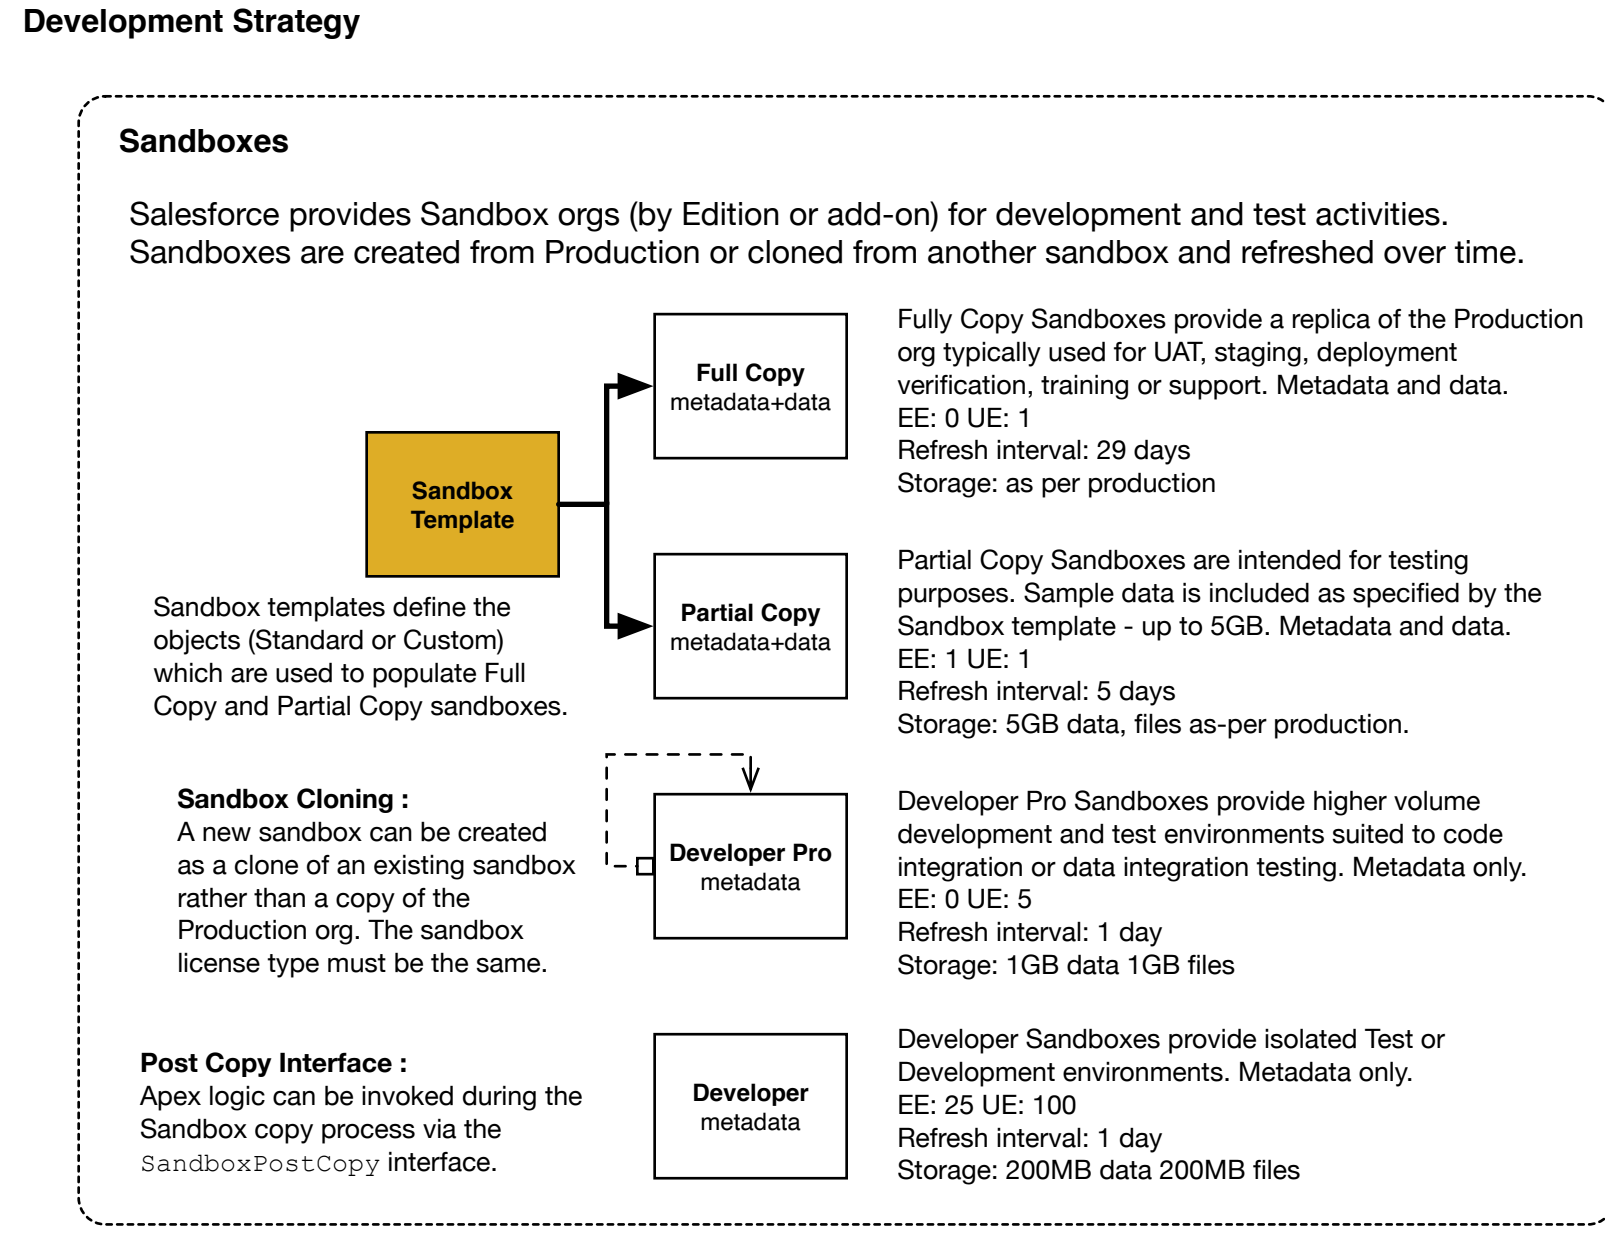 Development Strategy
Sandboxes
Salesforce provides Sandbox orgs (by Edition or add-on) for development and test activities.
Sandboxes are created from Production or cloned from another sandbox and refreshed over time.
Sandbox
Template
Sandbox templates define the
objects (Standard or Custom)
which are used to populate Full
Copy and Partial Copy sandboxes.
Full Copy
metadata+data
Fully Copy Sandboxes provide a replica of the Production
org typically used for UAT, staging, deployment
verification, training or support. Metadata and data.
EE: 0 UE: 1
Refresh interval: 29 days
Storage: as per production
Partial Copy
metadata+data
Partial Copy Sandboxes are intended for testing
purposes. Sample data is included as specified by the
Sandbox template - up to 5GB. Metadata and data.
EE: 1 UE: 1
Refresh interval: 5 days
Storage: 5GB data, files as-per production.
Sandbox Cloning :
A new sandbox can be created
as a clone of an existing sandbox
rather than a copy of the
Production org. The sandbox
license type must be the same.
Developer Pro
metadata
Developer Pro Sandboxes provide higher volume
development and test environments suited to code
integration or data integration testing. Metadata only.
EE: 0 UE: 5
Refresh interval: 1 day
Storage: 1GB data 1GB files
Post Copy Interface :
Apex logic can be invoked during the
Sandbox copy process via the
SandboxPostCopy interface.
Developer
metadata
Developer Sandboxes provide isolated Test or
Development environments. Metadata only.
EE: 25 UE: 100
Refresh interval: 1 day
Storage: 200MB data 200MB files